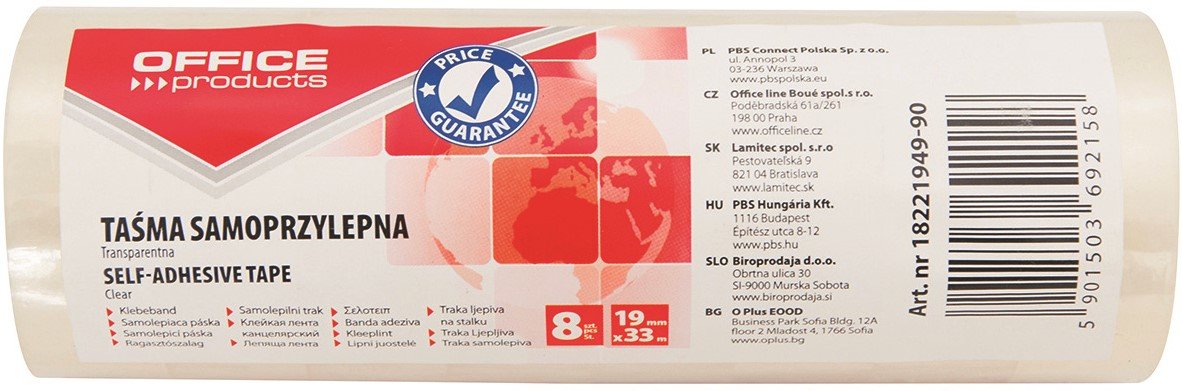 OFFICE
products
PRICE
GUARANTEE
TAŚMA SAMOPRZYLEPNA
Transparentna
SELF-ADHESIVE TAPE
Clear
Klebeband
Samolepiaca páska
Samolepicí páska
Ragasztószalag
Samolepilni trak
Клейкая лента
канцелярский
Лепяща лента
Σελοτειπ
Banda adeziva
Kleeplint
Lipni juostelė
Traka ljepiva
na stalku
Traka Ljepljiva
Traka samolepiva
8 szt.
pcs
St.
19 mm
x33 m
PL PBS Connect Polska Sp. z o.o.
ul. Annopol 3
03-236 Warszawa
www.pbspolska.eu
CZ Office line Boué spol.s r.o.
Poděbradská 61a/261
198 00 Praha
www.officeline.cz
SK Lamitec spol. s.r.o
Pestovateľská 9
821 04 Bratislava
www.lamitec.sk
HU PBS Hungária Kft.
1116 Budapest
Építész utca 8-12
www.pbs.hu
SLO Biroprodaja d.o.o.
Obrtna ulica 30
SI-9000 Murska Sobota
www.biroprodaja.si
BG O Plus EOOD
Business Park Sofia Bldg. 12A
floor 2 Mladost 4, 1766 Sofia
www.oplus.bg
Art. nr 18221949-90
5 901503 692158